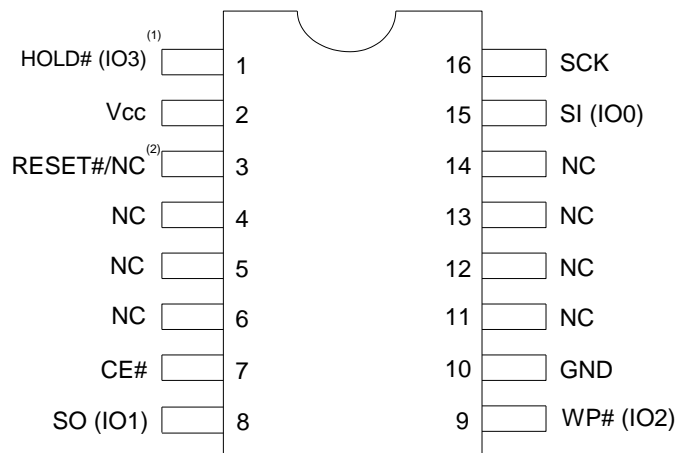 HOLD# (IO3)(1) 1 16 SCK
Vcc 2 15 SI (IO0)
RESET#/NC(2) 3 14 NC
NC 4 13 NC
NC 5 12 NC
NC 6 11 NC
CE# 7 10 GND
SO (IO1) 8 9 WP# (IO2)